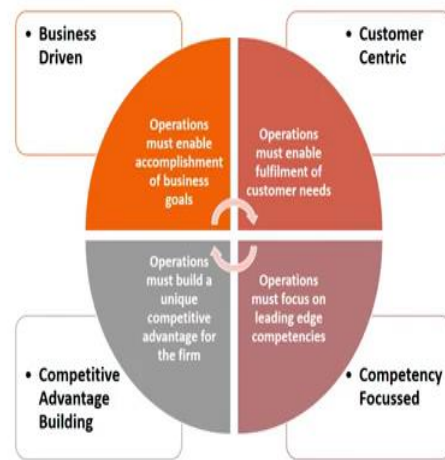 • Business
Driven
• Customer
Centric
Operations
must enable
accomplishment
of business
goals
Operations
must enable
fulfilment of
customer needs
Operations
must build a
unique
competitive
advantage for
the firm
Operations
must focus on
leading edge
competencies
• Competitive
Advantage
Building
• Competency
Focussed